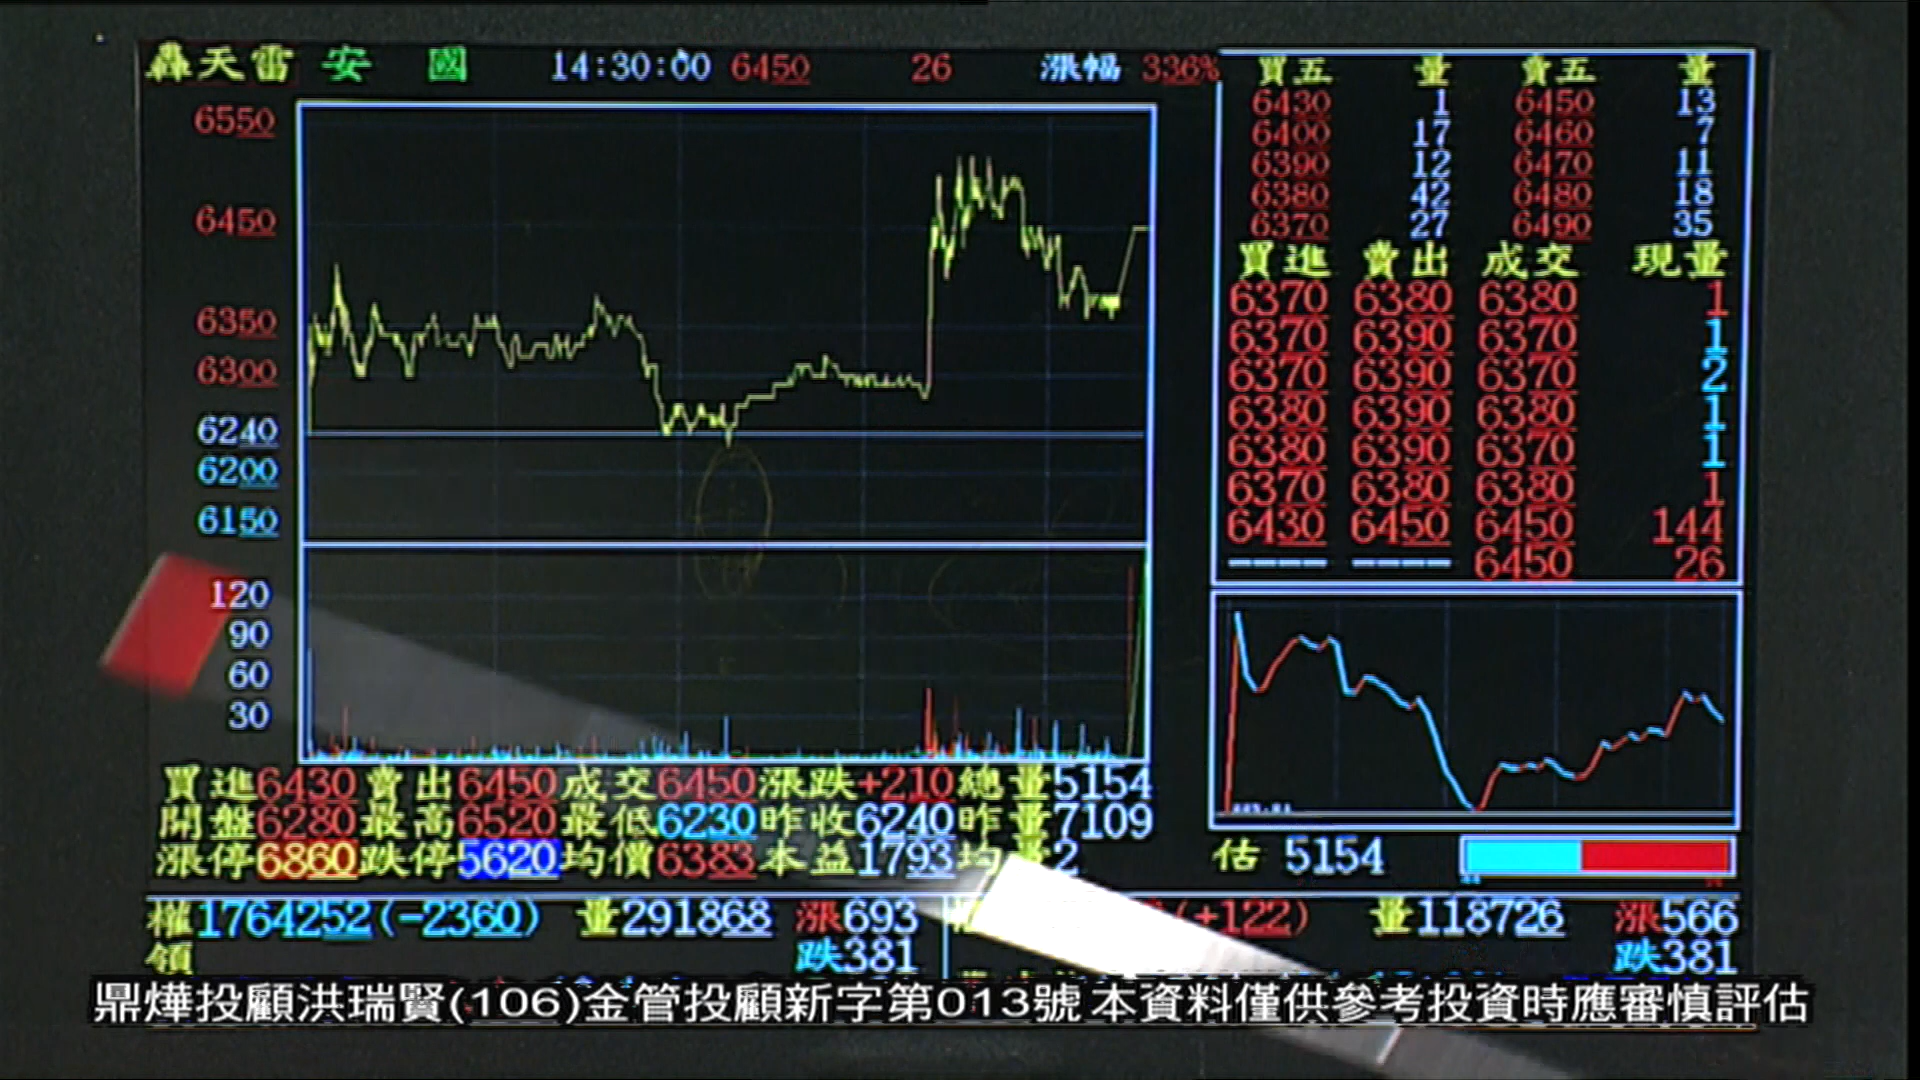 轟天雷 安 國 14:30:00 6450 26 漲幅 336%
6550
6450
6350
6300
6240
6200
6150
120
90
60
30
買五 量 賣五 量
6430 1 6450 13
6400 17 6460 7
6390 12 6470 11
6380 42 6480 18
6370 27 6490 35
買進 賣出 成交 現量
6370 6380 6380 1
6370 6390 6370 1
6370 6390 6370 2
6380 6390 6380 1
6380 6390 6370 1
6370 6380 6380 1
6430 6450 6450 144
---- ---- 6450 26
買進6430 賣出6450 成交6450 漲跌+210 總量5154
開盤6280 最高6520 最低6230 昨收6240 昨量7109
漲停6860 跌停5620 均價6383 本益1793 均量2
估 5154
權1764252(-2360) 量291868 漲693
(+122) 量118726 漲566
領 跌381
跌381
鼎燁投顧洪瑞賢(106)金管投顧新字第013號 本資料僅供參考投資時應審慎評估